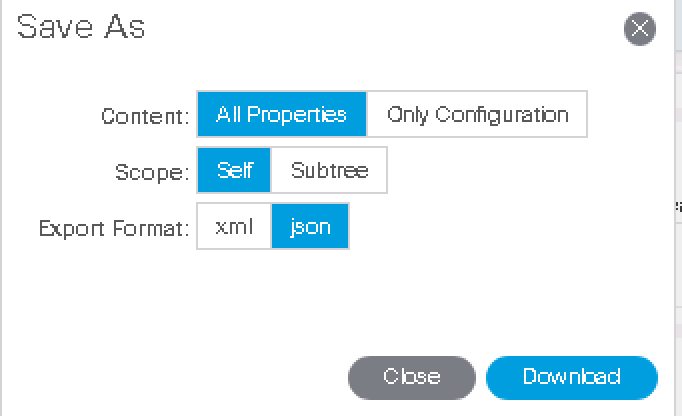 Save As
Content: All Properties Only Configuration
Scope: Self Subtree
Export Format: xml json
Close Download